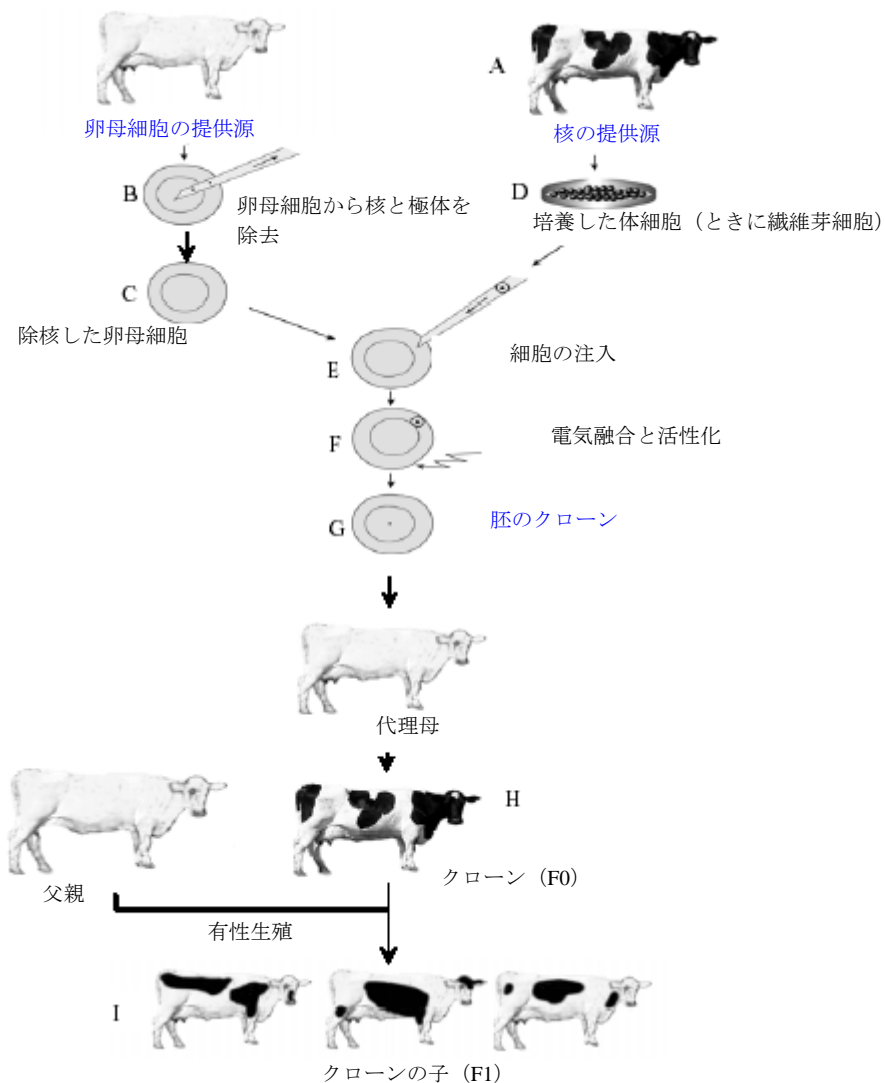 A
卵母細胞の提供源
核の提供源
B
D
卵母細胞から核と極体を
除去
培養した体細胞（ときに繊維芽細胞）
C
除核した卵母細胞
E
細胞の注入
F
電気融合と活性化
G
胚のクローン
代理母
H
父親
クローン（F0）
有性生殖
I
クローンの子（F1）